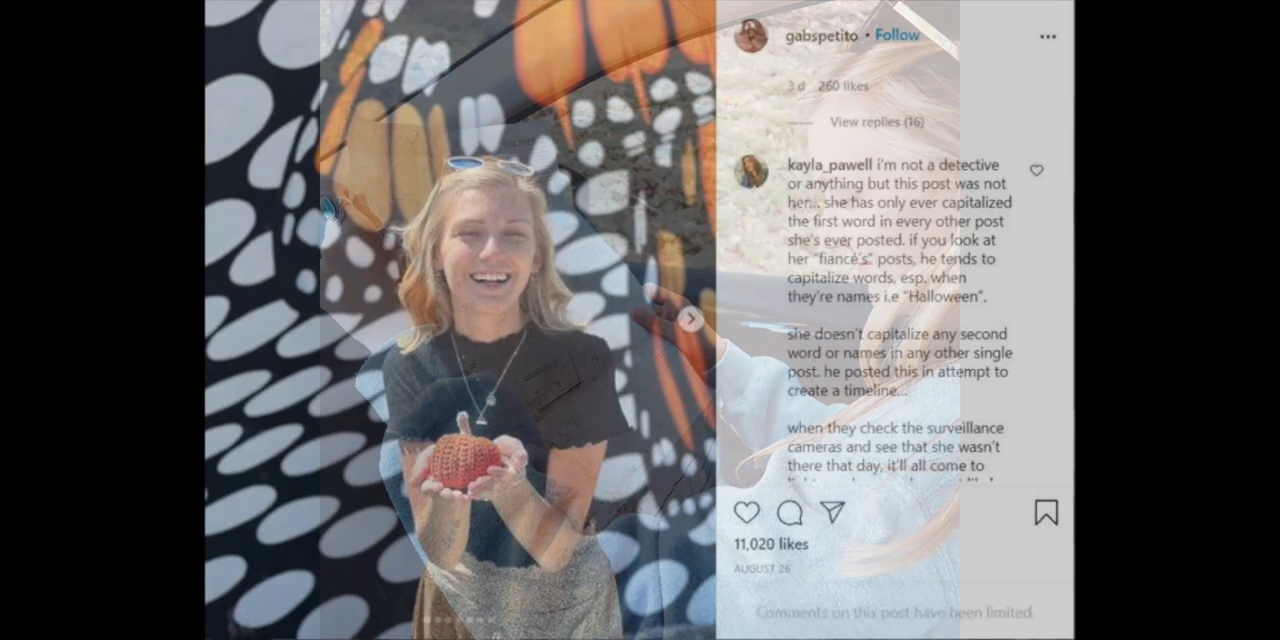 gabspetito • Follow
3 d 260 likes
View replies (16)
kayla_pawell i'm not a detective
or anything but this post was not
her... she has only ever capitalized
the first word in every other post
she's ever posted. if you look at
her "fiancé's" posts, he tends to
capitalize words, esp. when
they're names i.e "Halloween".
she doesn't capitalize any second
word or names in any other single
post. he posted this in attempt to
create a timeline...
when they check the surveillance
cameras and see that she wasn't
there that day, it'll all come to
11,020 likes
AUGUST 26
Comments on this post have been limited.